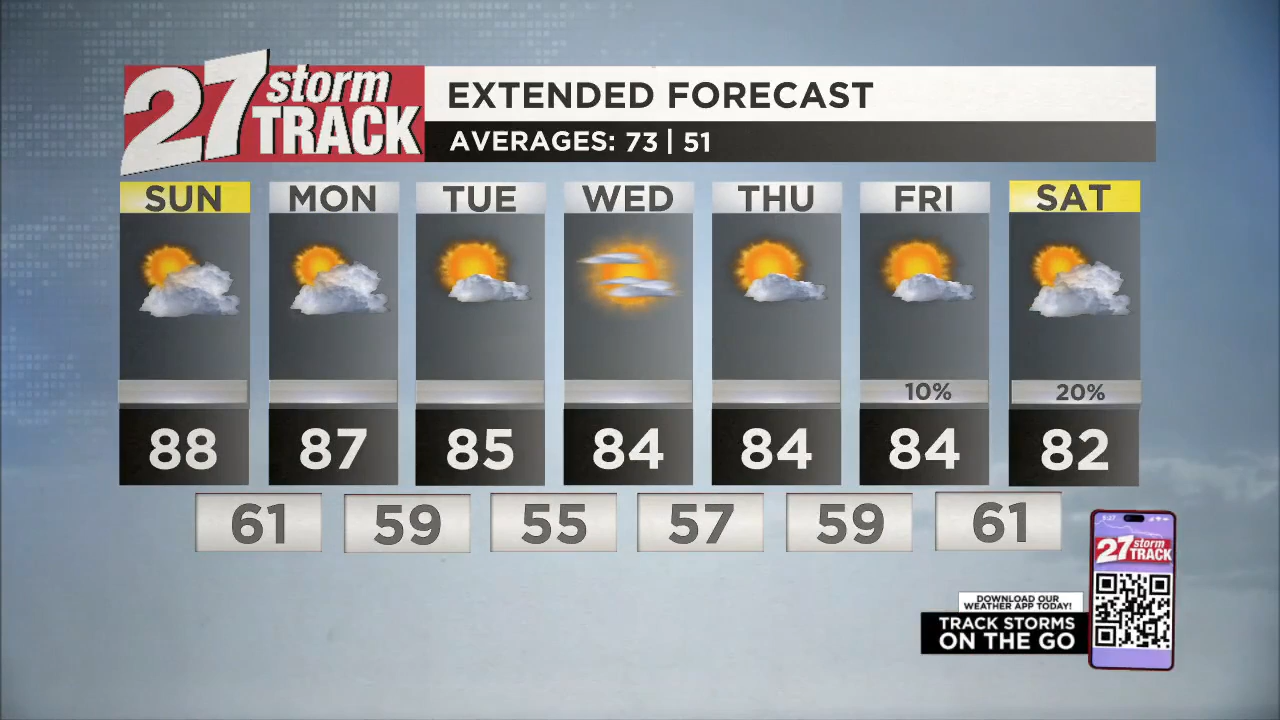 27 storm TRACK
EXTENDED FORECAST
AVERAGES: 73 | 51
SUN MON TUE WED THU FRI SAT
10% 20%
88 87 85 84 84 84 82
61 59 55 57 59 61
27 storm TRACK
DOWNLOAD OUR
WEATHER APP TODAY!
TRACK STORMS
ON THE GO